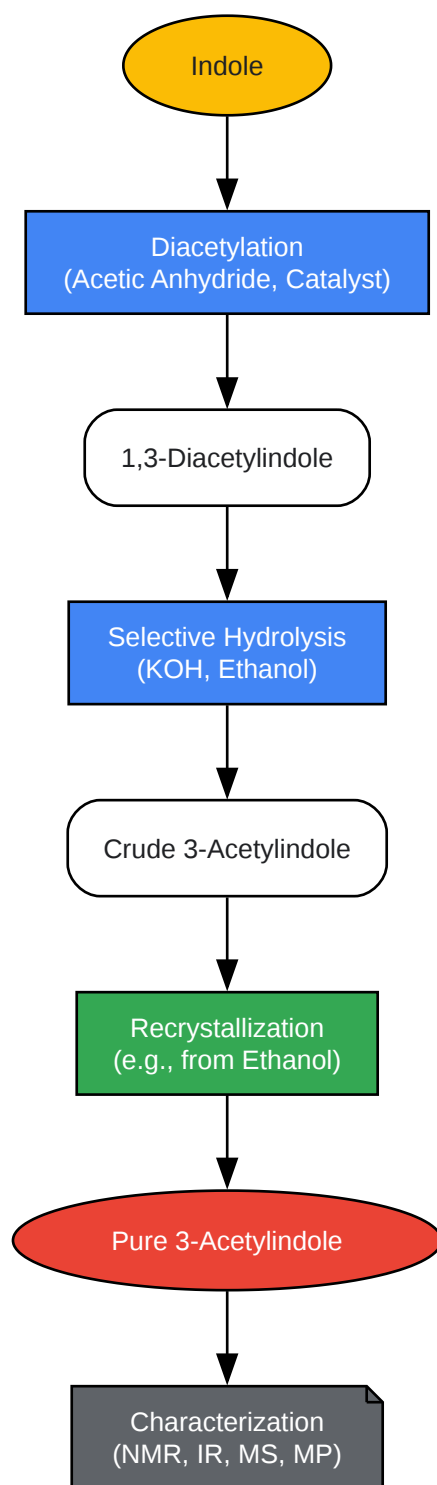 Indole
Diacetylation
(Acetic Anhydride, Catalyst)
1,3-Diacetylindole
Selective Hydrolysis
(KOH, Ethanol)
Crude 3-Acetylindole
Recrystallization
(e.g., from Ethanol)
Pure 3-Acetylindole
Characterization
(NMR, IR, MS, MP)